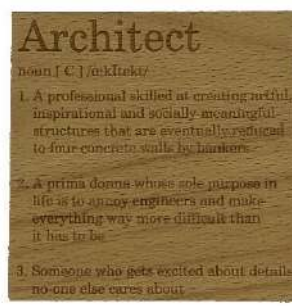 Architect
noun [ C ] /ɑːkɪtekt/
1. A professional skilled at creating artful,
inspirational and socially-meaningful
structures that are eventually reduced
to four concrete walls by bankers
2. A prima donna whose sole purpose in
life is to annoy engineers and make
everything way more difficult than
it has to be
3. Someone who gets excited about details
no-one else cares about